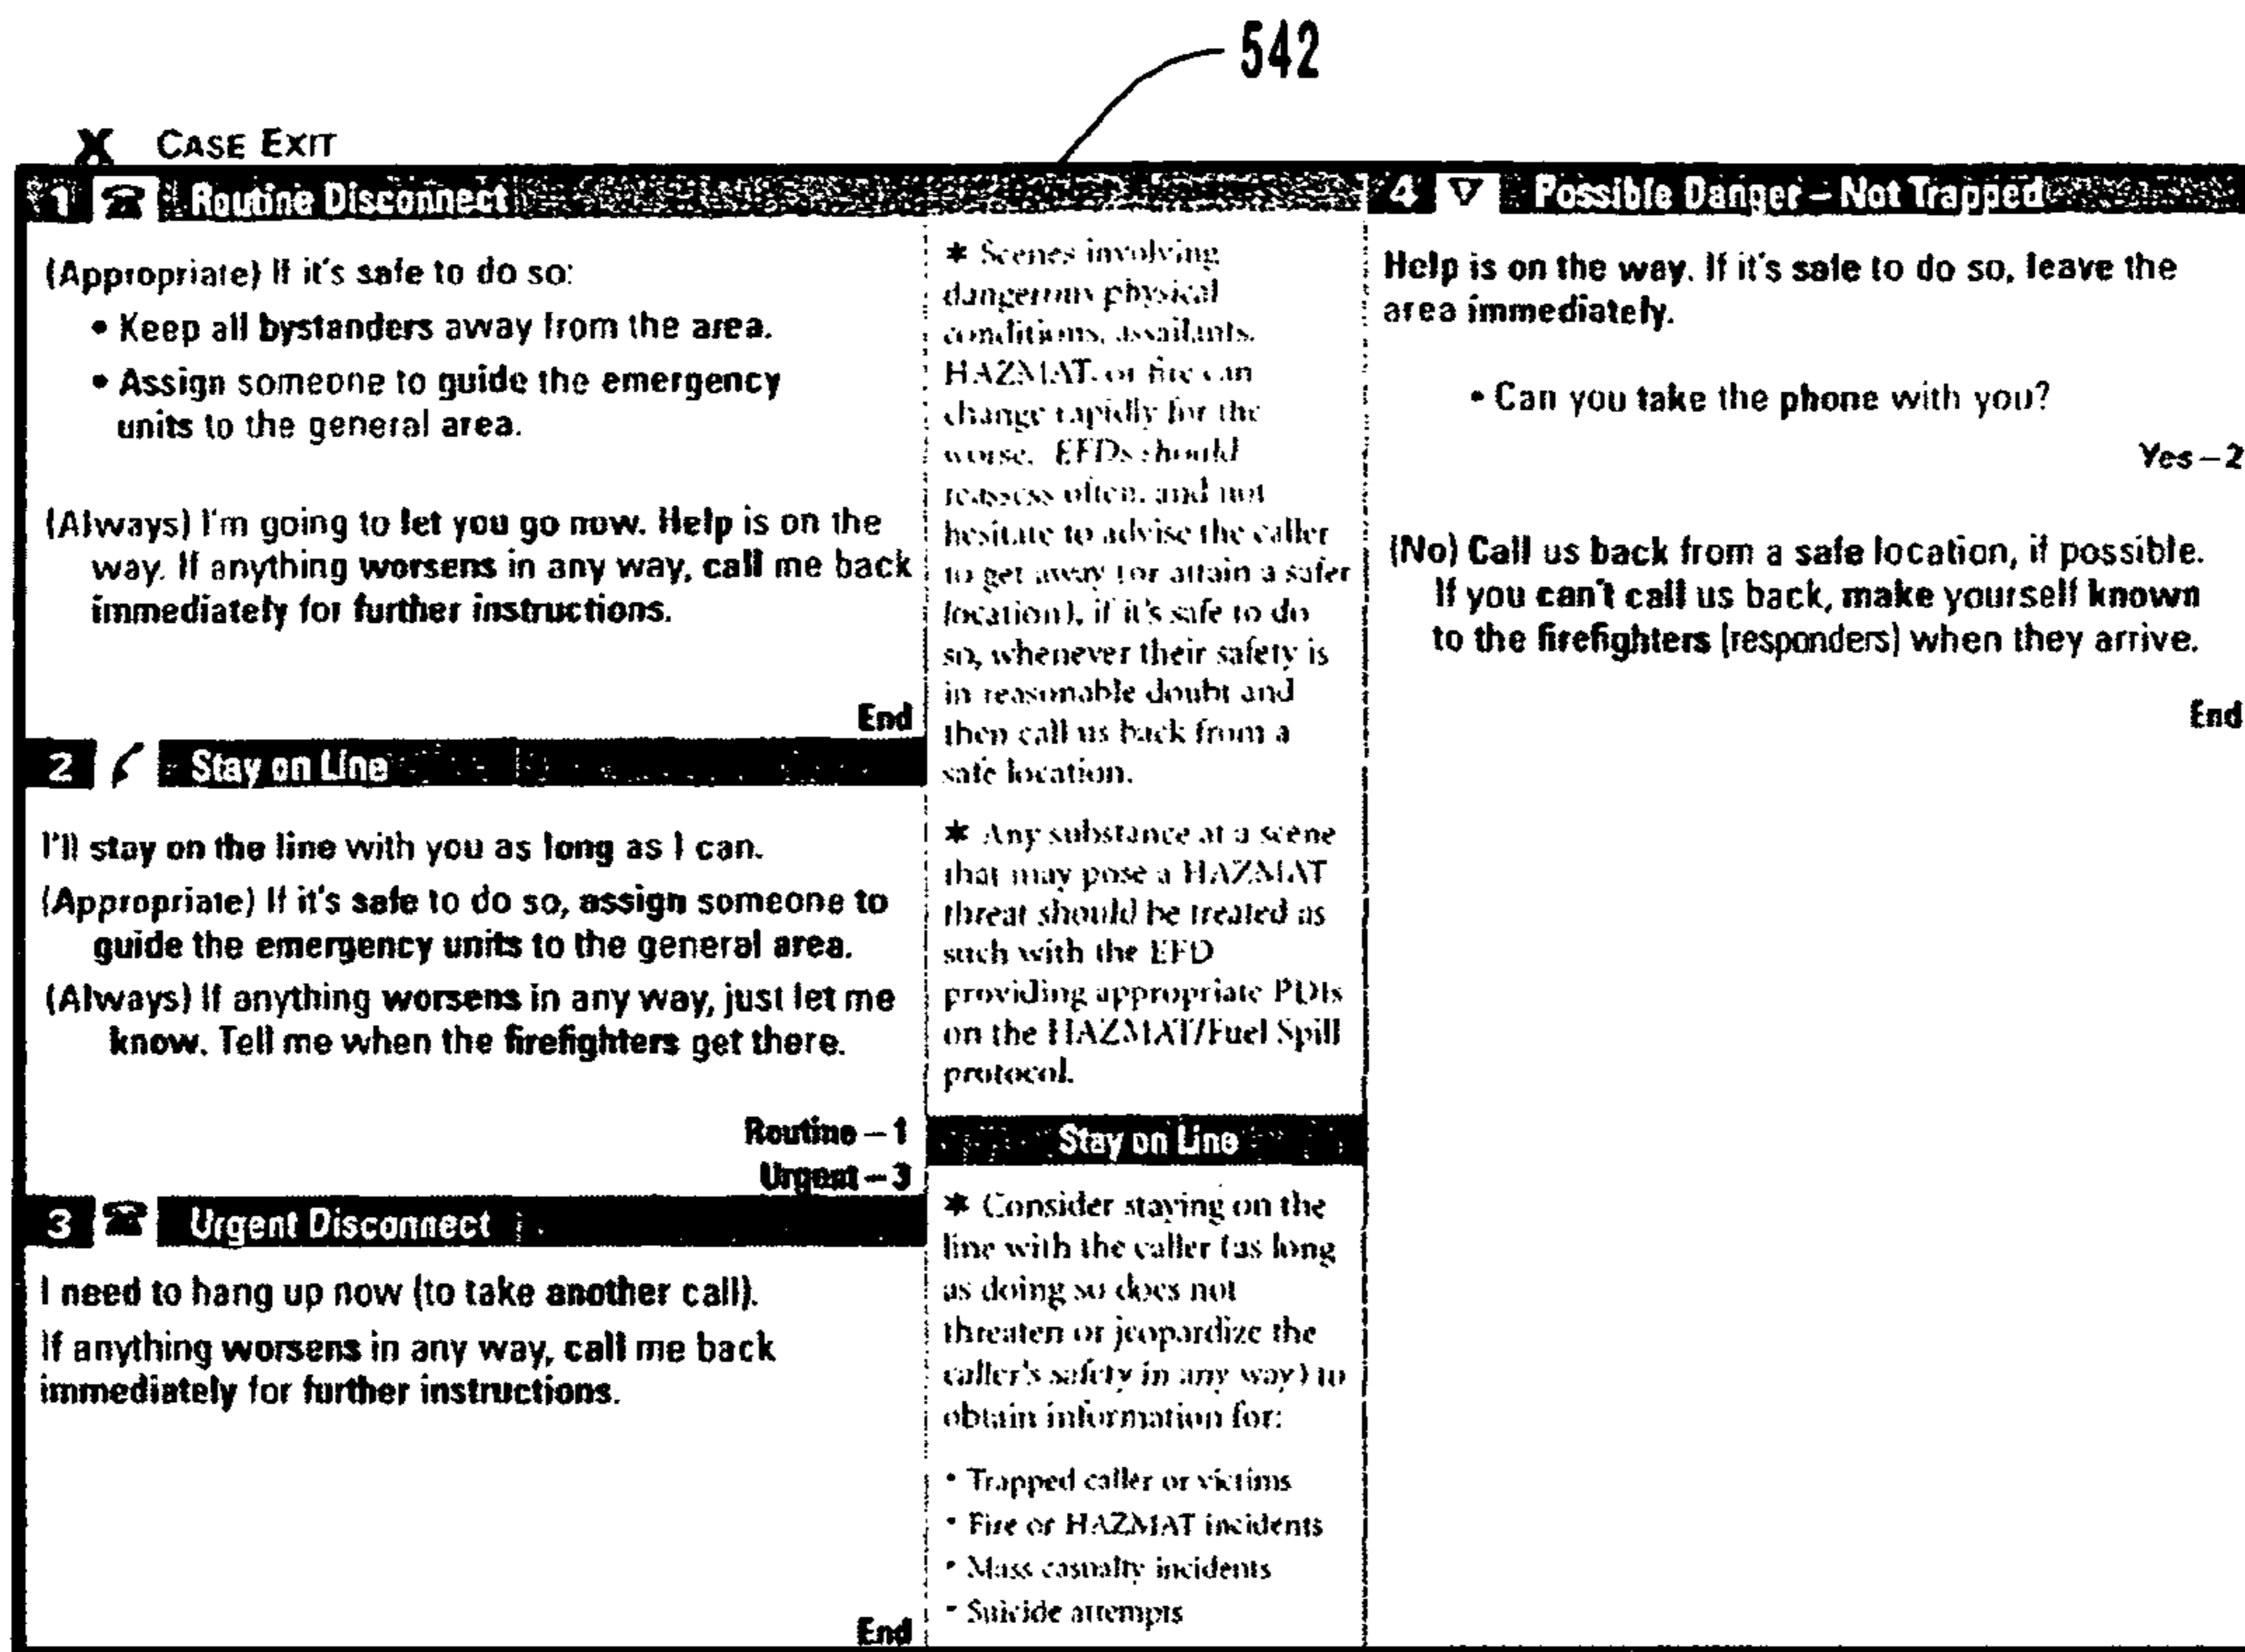 542
X CASE EXIT
1 Routine Disconnect
(Appropriate) If it's safe to do so:
• Keep all bystanders away from the area.
• Assign someone to guide the emergency
units to the general area.
(Always) I'm going to let you go now. Help is on the
way. If anything worsens in any way, call me back
immediately for further instructions.
End
2 Stay on Line
I'll stay on the line with you as long as I can.
(Appropriate) If it's safe to do so, assign someone to
guide the emergency units to the general area.
(Always) If anything worsens in any way, just let me
know. Tell me when the firefighters get there.
Routine – 1
Urgent – 3
3 Urgent Disconnect
I need to hang up now (to take another call).
If anything worsens in any way, call me back
immediately for further instructions.
End
* Scenes involving
dangerous physical
conditions, assailants,
HAZMAT, or fire can
change rapidly for the
worse. EFDs should
reassess often, and not
hesitate to advise the caller
to get away (or attain a safer
location), if it's safe to do
so, whenever their safety is
in reasonable doubt and
then call us back from a
safe location.
* Any substance at a scene
that may pose a HAZMAT
threat should be treated as
such with the EFD
providing appropriate PDIs
on the HAZMAT/Fuel Spill
protocol.
Stay on Line
* Consider staying on the
line with the caller (as long
as doing so does not
threaten or jeopardize the
caller's safety in any way) to
obtain information for:
• Trapped caller or victims
• Fire or HAZMAT incidents
• Mass casualty incidents
• Suicide attempts
4 Possible Danger – Not Trapped
Help is on the way. If it's safe to do so, leave the
area immediately.
• Can you take the phone with you?
Yes – 2
(No) Call us back from a safe location, if possible.
If you can't call us back, make yourself known
to the firefighters (responders) when they arrive.
End